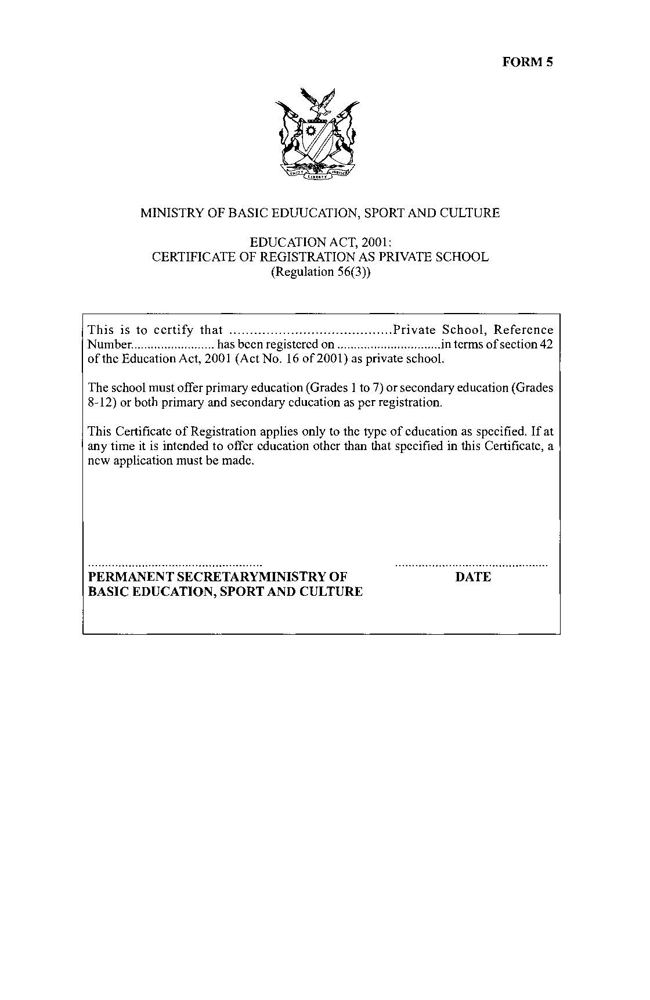 FORM 5
UNITY LIBERTY JUSTICE
MINISTRY OF BASIC EDUUCATION, SPORT AND CULTURE
EDUCATION ACT, 2001:
CERTIFICATE OF REGISTRATION AS PRIVATE SCHOOL
(Regulation 56(3))
This is to certify that ........................................Private School, Reference
Number......................... has been registered on ...............................in terms of section 42
of the Education Act, 2001 (Act No. 16 of 2001) as private school.
The school must offer primary education (Grades 1 to 7) or secondary education (Grades
8-12) or both primary and secondary education as per registration.
This Certificate of Registration applies only to the type of education as specified. If at
any time it is intended to offer education other than that specified in this Certificate, a
new application must be made.
.................................................... ..............................................
PERMANENT SECRETARYMINISTRY OF DATE
BASIC EDUCATION, SPORT AND CULTURE